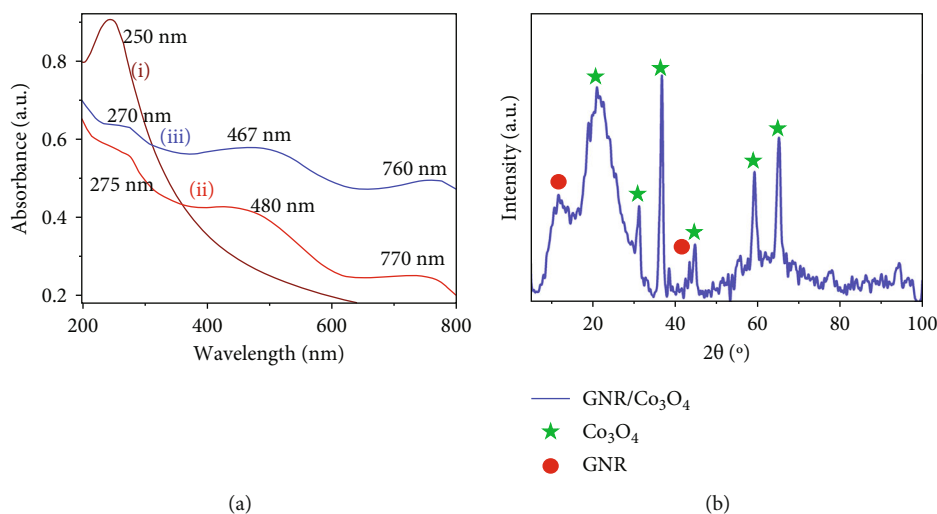 250 nm
(i)
270 nm
(iii)
467 nm
760 nm
275 nm
(ii)
480 nm
770 nm
0.8
0.6
0.4
0.2
Absorbance (a.u.)
200
400
600
800
Wavelength (nm)
(a)
Intensity (a.u.)
20
40
60
80
100
2θ (º)
GNR/Co₃O₄
Co₃O₄
GNR
(b)